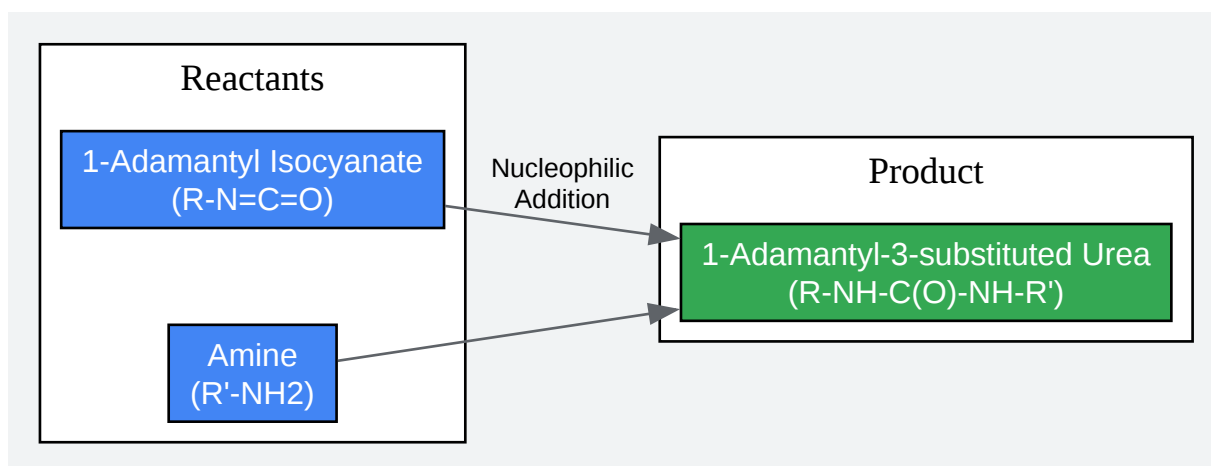 Reactants
1-Adamantyl Isocyanate
(R-N=C=O)
Amine
(R'-NH2)
Nucleophilic
Addition
Product
1-Adamantyl-3-substituted Urea
(R-NH-C(O)-NH-R')